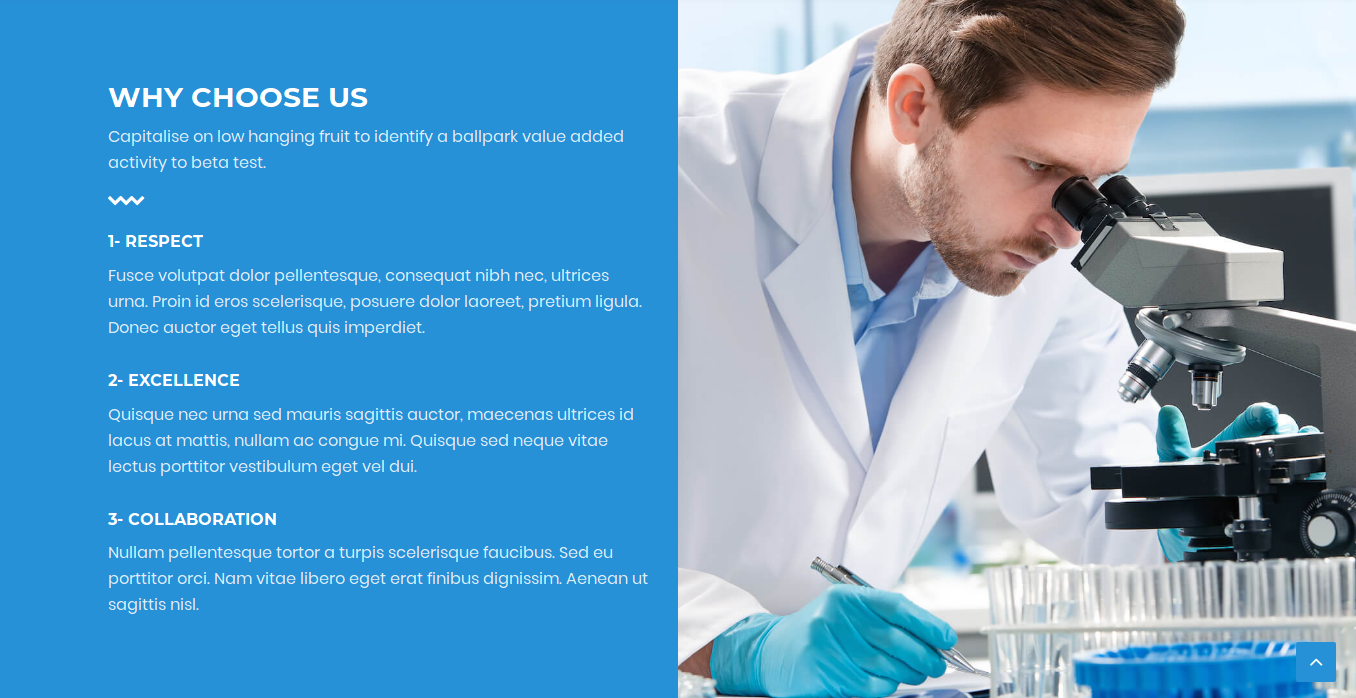 WHY CHOOSE US
Capitalise on low hanging fruit to identify a ballpark value added
activity to beta test.
1- RESPECT
Fusce volutpat dolor pellentesque, consequat nibh nec, ultrices
urna. Proin id eros scelerisque, posuere dolor laoreet, pretium ligula.
Donec auctor eget tellus quis imperdiet.
2- EXCELLENCE
Quisque nec urna sed mauris sagittis auctor, maecenas ultrices id
lacus at mattis, nullam ac congue mi. Quisque sed neque vitae
lectus porttitor vestibulum eget vel dui.
3- COLLABORATION
Nullam pellentesque tortor a turpis scelerisque faucibus. Sed eu
porttitor orci. Nam vitae libero eget erat finibus dignissim. Aenean ut
sagittis nisl.